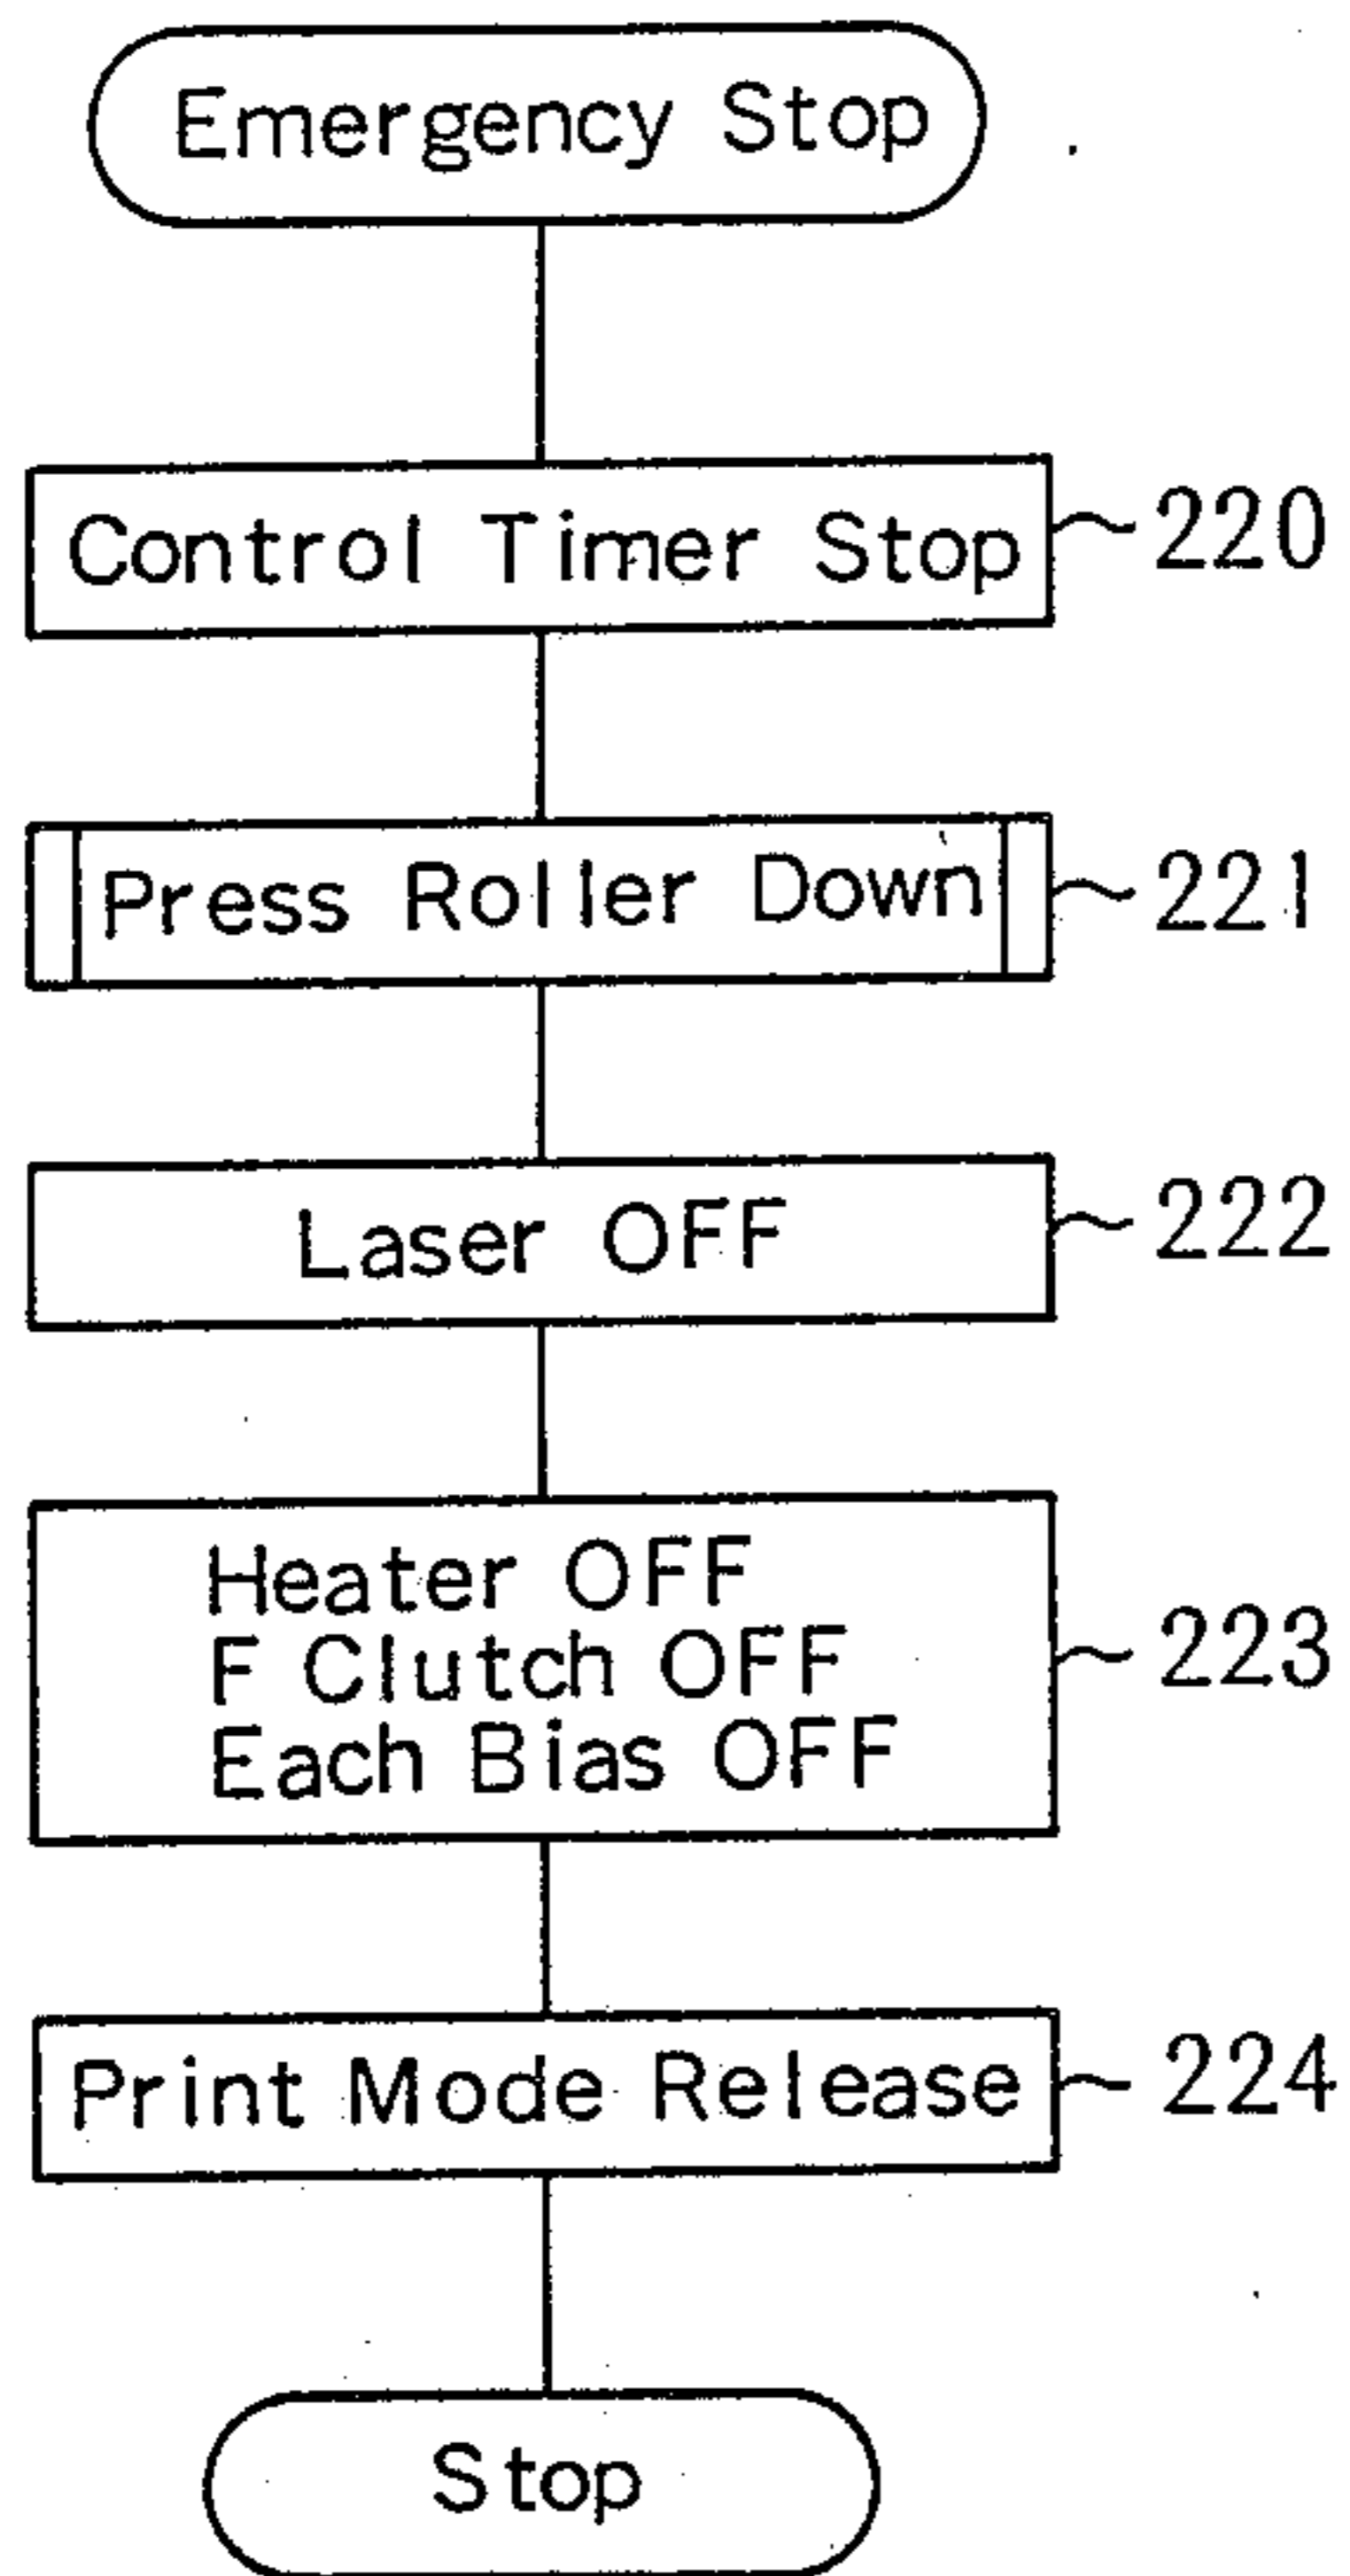 Emergency Stop
Control Timer Stop
220
Press Roller Down
221
Laser OFF
222
Heater OFF
F Clutch OFF
Each Bias OFF
223
Print Mode Release
224
Stop